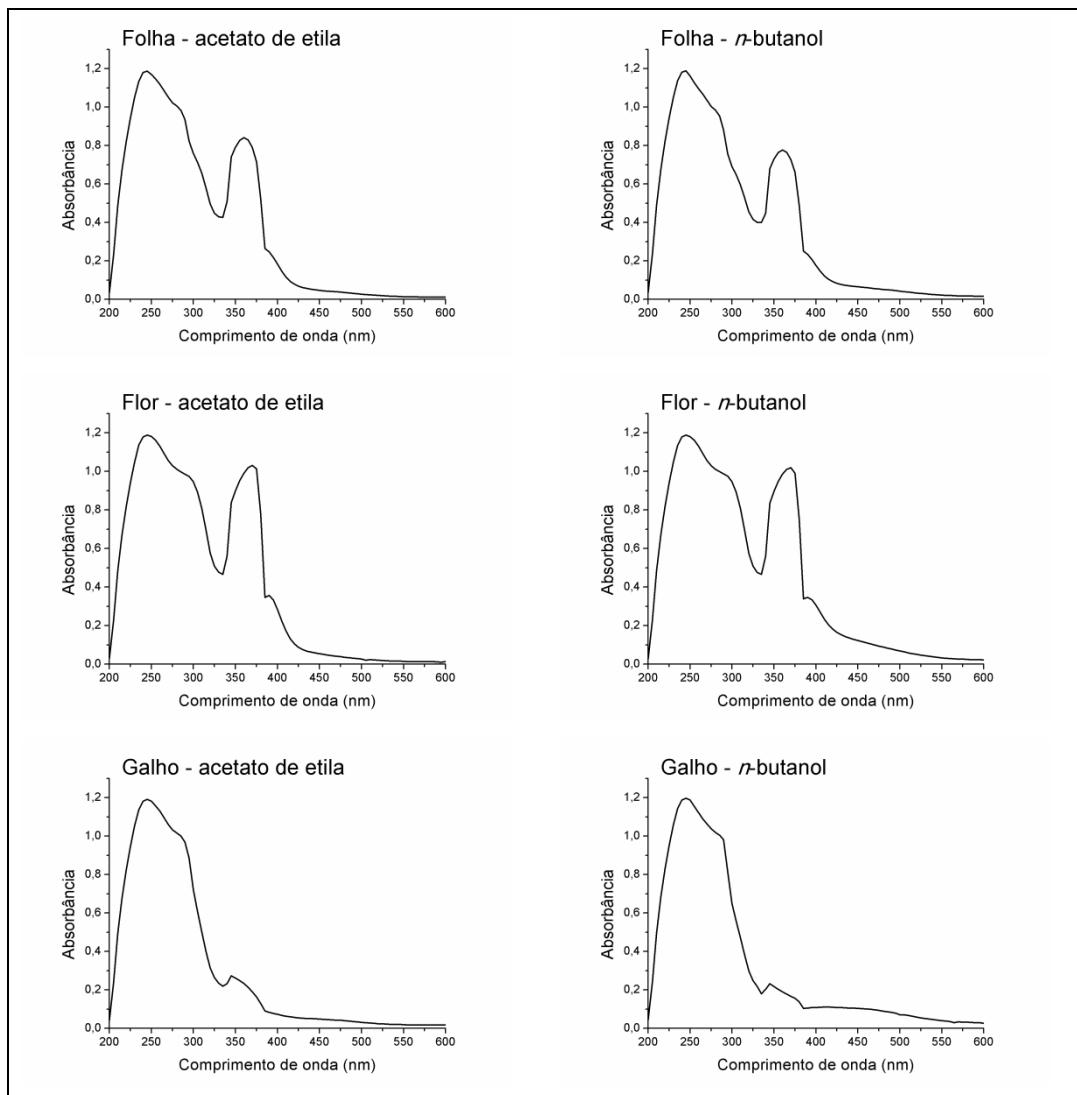 Folha - acetato de etila
1,2
1,0
0,8
0,6
0,4
0,2
0,0
Absorbância
200 250 300 350 400 450 500 550 600
Comprimento de onda (nm)
Folha - n-butanol
1,2
1,0
0,8
0,6
0,4
0,2
0,0
Absorbância
200 250 300 350 400 450 500 550 600
Comprimento de onda (nm)
Flor - acetato de etila
1,2
1,0
0,8
0,6
0,4
0,2
0,0
Absorbância
200 250 300 350 400 450 500 550 600
Comprimento de onda (nm)
Flor - n-butanol
1,2
1,0
0,8
0,6
0,4
0,2
0,0
Absorbância
200 250 300 350 400 450 500 550 600
Comprimento de onda (nm)
Galho - acetato de etila
1,2
1,0
0,8
0,6
0,4
0,2
0,0
Absorbância
200 250 300 350 400 450 500 550 600
Comprimento de onda (nm)
Galho - n-butanol
1,2
1,0
0,8
0,6
0,4
0,2
0,0
Absorbância
200 250 300 350 400 450 500 550 600
Comprimento de onda (nm)